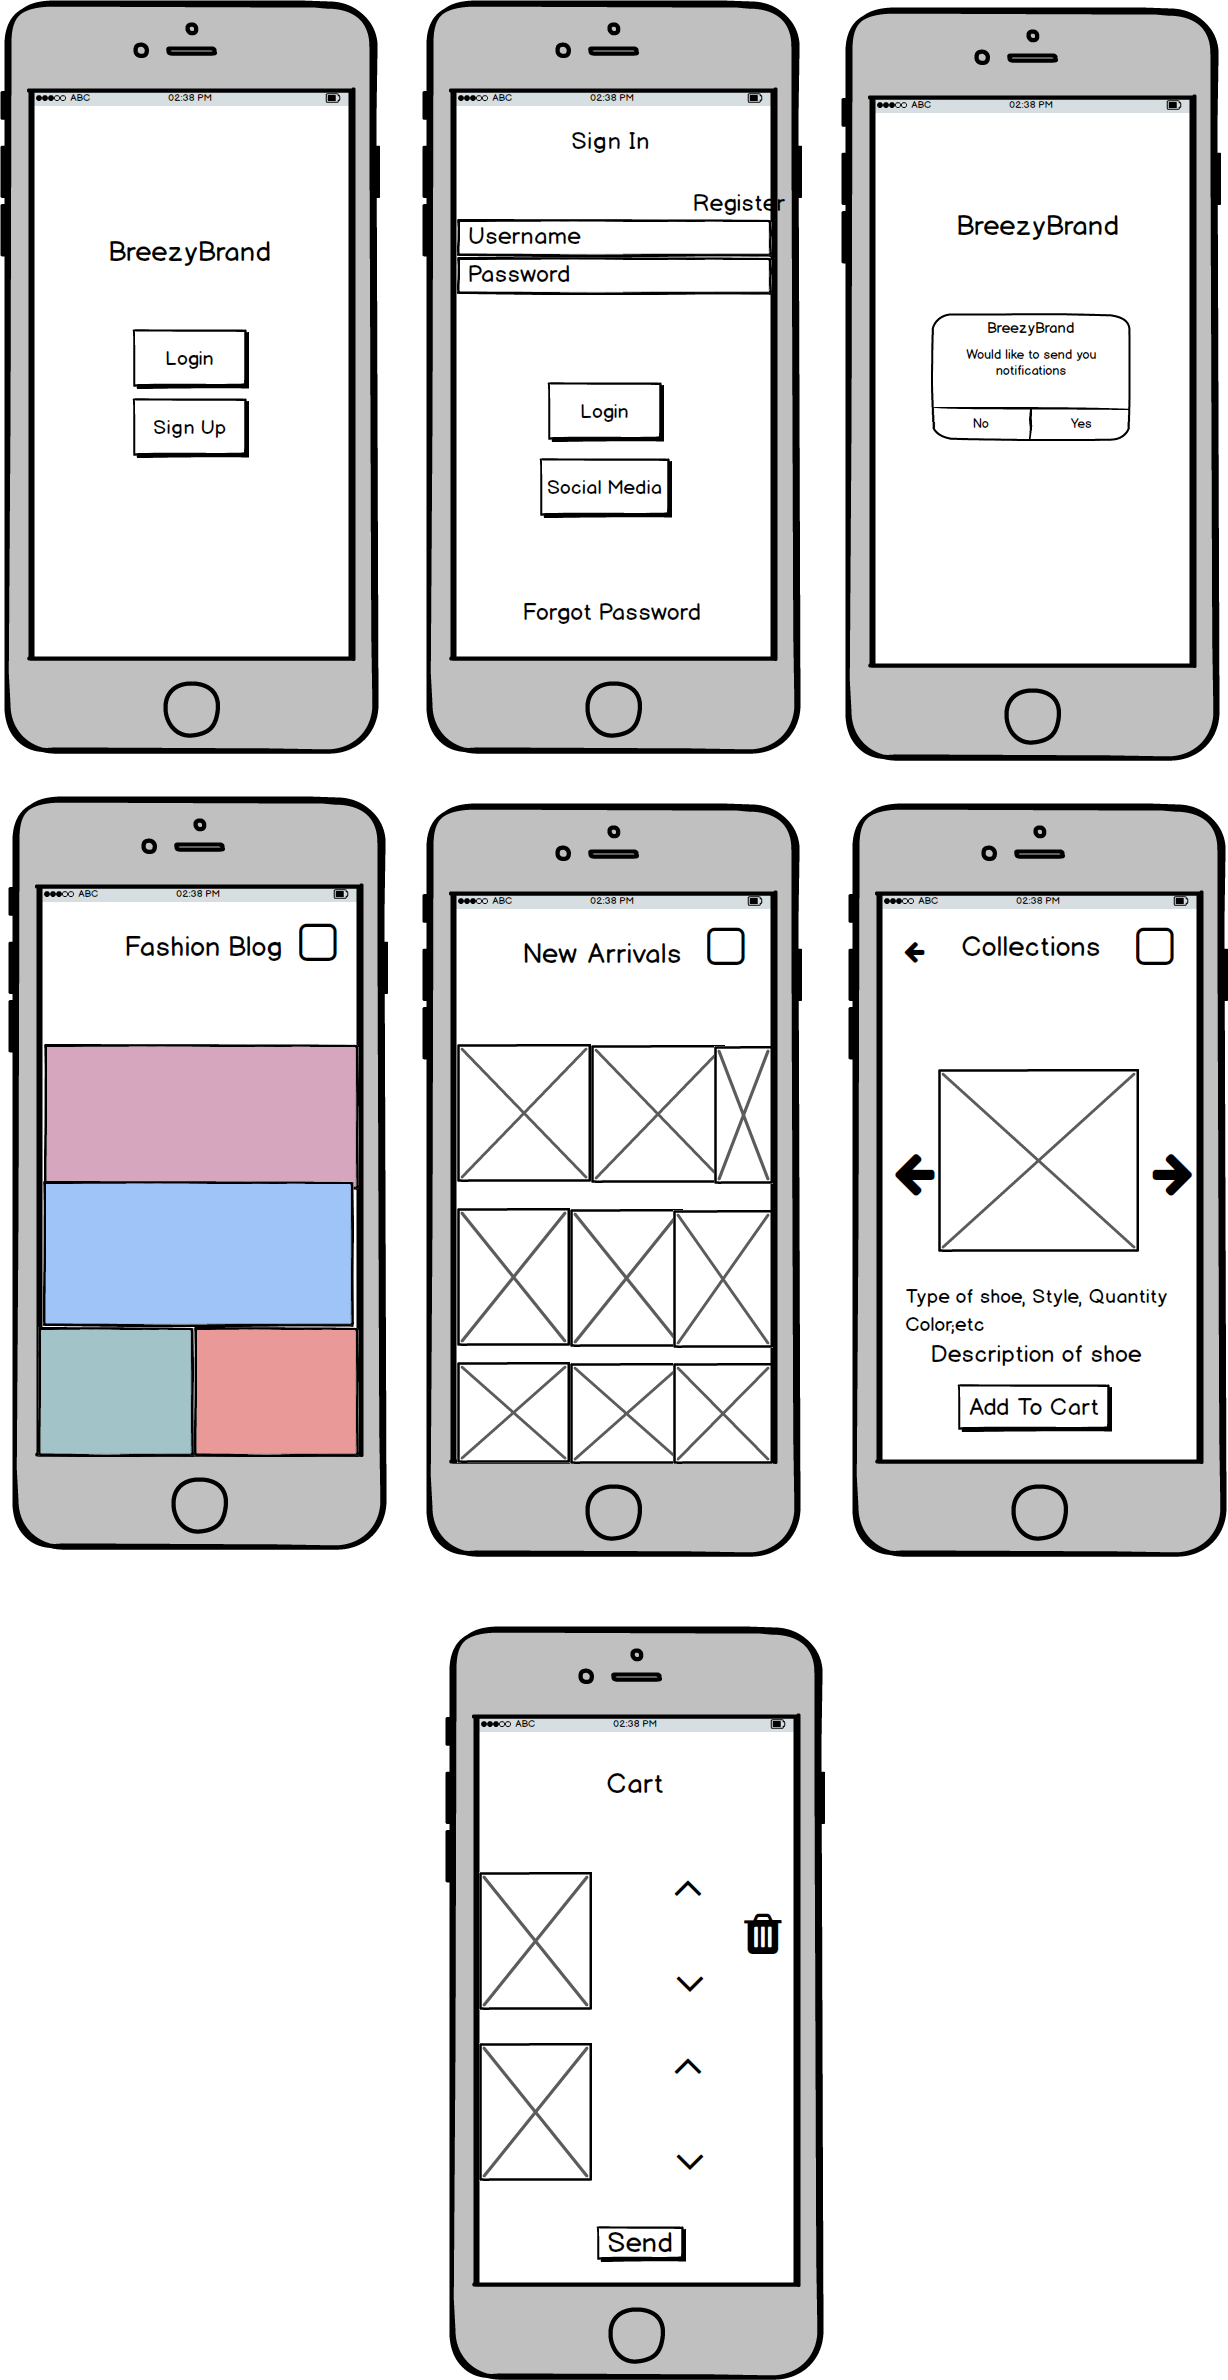 ABC 02:38 PM
BreezyBrand
Login
Sign Up
ABC 02:38 PM
Sign In
Register
Username
Password
Login
Social Media
Forgot Password
ABC 02:38 PM
BreezyBrand
BreezyBrand
Would like to send you
notifications
No Yes
ABC 02:38 PM
Fashion Blog
ABC 02:38 PM
New Arrivals
ABC 02:38 PM
Collections
Type of shoe, Style, Quantity
Color;etc
Description of shoe
Add To Cart
ABC 02:38 PM
Cart
Send